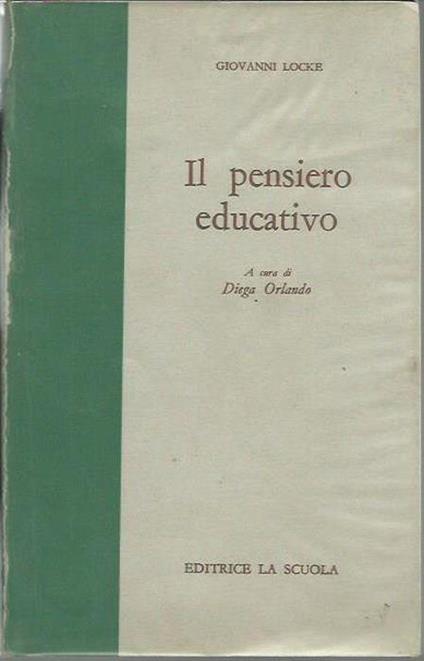 GIOVANNI LOCKE
Il pensiero
educativo
A cura di
Diega Orlando
EDITRICE LA SCUOLA